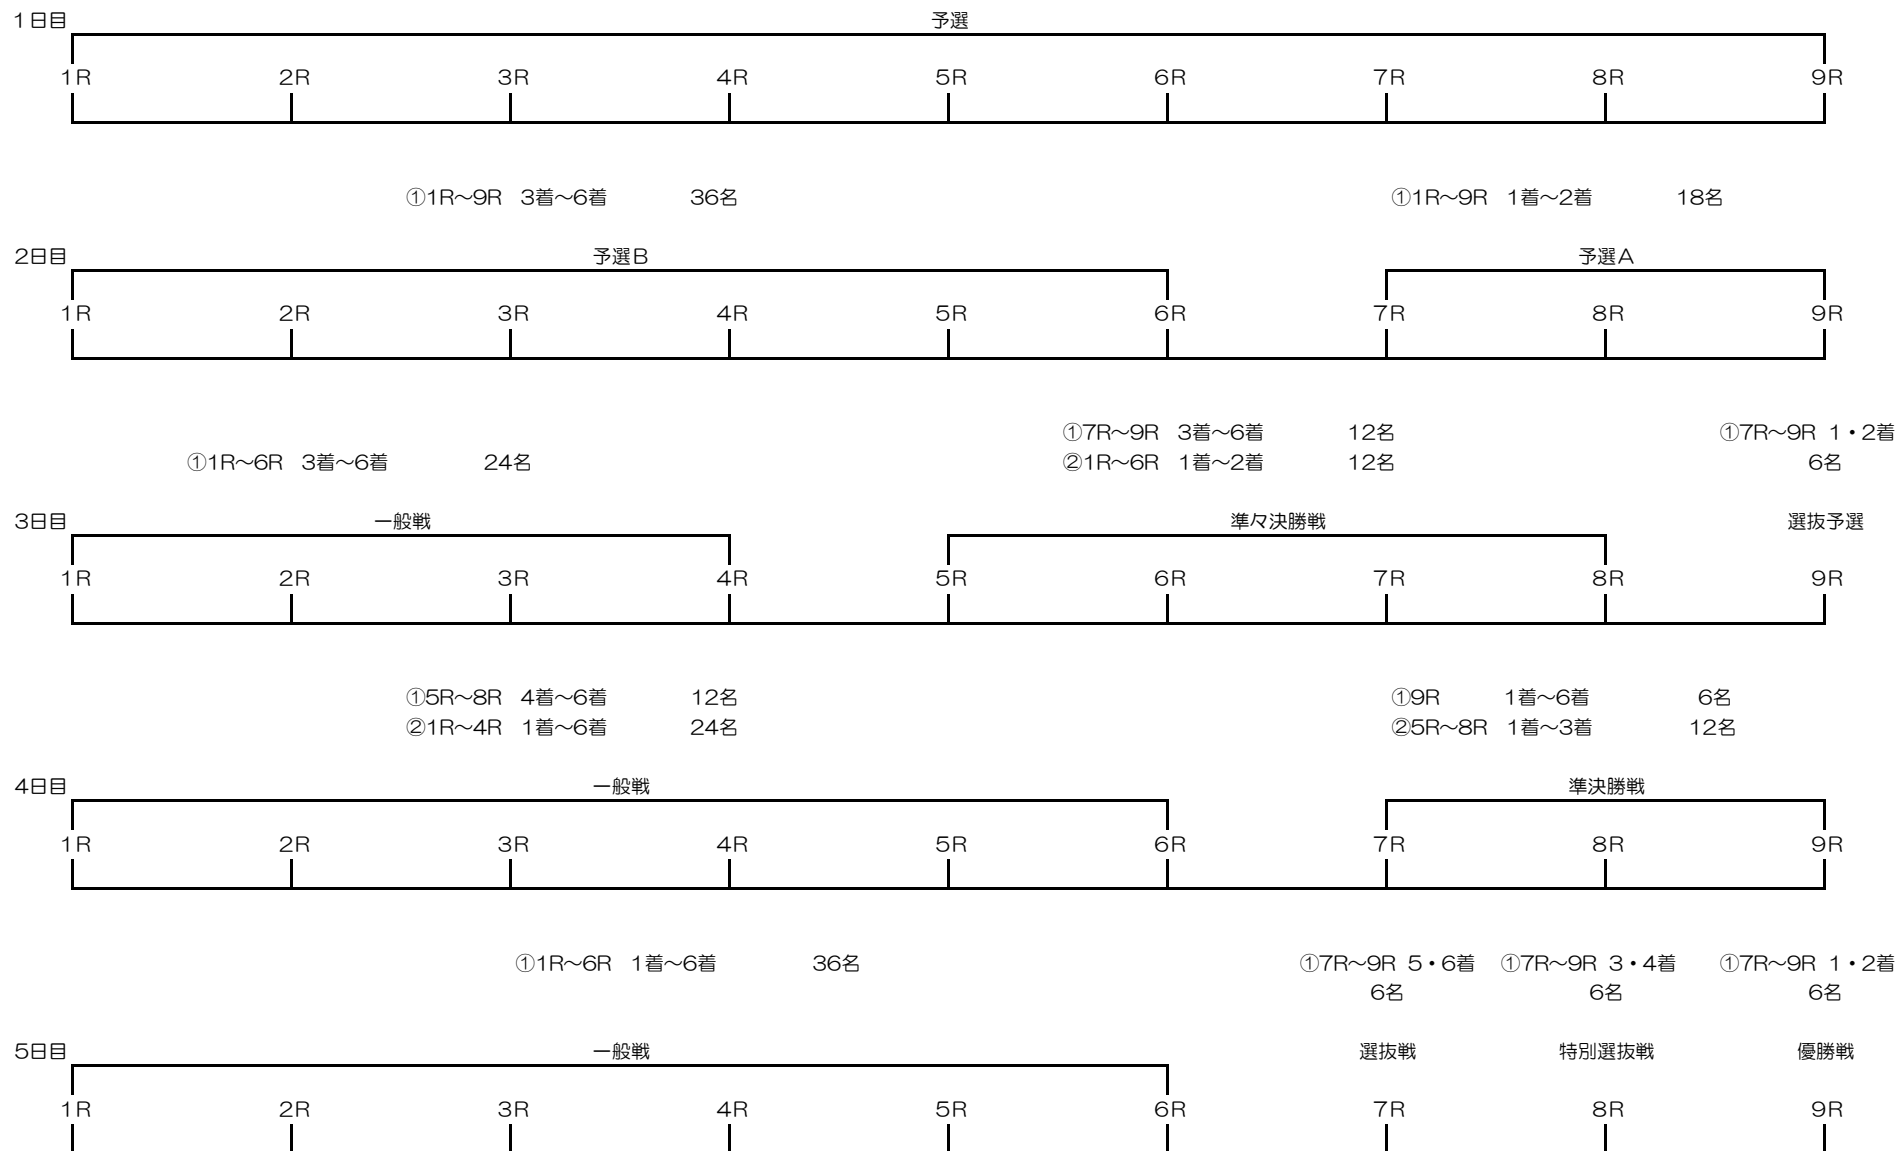 1日目 予選
1R 2R 3R 4R 5R 6R 7R 8R 9R
①1R～9R 3着～6着 36名 ①1R～9R 1着～2着 18名
2日目 予選B 予選A
1R 2R 3R 4R 5R 6R 7R 8R 9R
①7R～9R 3着～6着 12名 ①7R～9R 1・2着
①1R～6R 3着～6着 24名 ②1R～6R 1着～2着 12名 6名
3日目 一般戦 準々決勝戦 選抜予選
1R 2R 3R 4R 5R 6R 7R 8R 9R
①5R～8R 4着～6着 12名 ①9R 1着～6着 6名
②1R～4R 1着～6着 24名 ②5R～8R 1着～3着 12名
4日目 一般戦 準決勝戦
1R 2R 3R 4R 5R 6R 7R 8R 9R
①1R～6R 1着～6着 36名 ①7R～9R 5・6着 ①7R～9R 3・4着 ①7R～9R 1・2着
6名 6名 6名
5日目 一般戦 選抜戦 特別選抜戦 優勝戦
1R 2R 3R 4R 5R 6R 7R 8R 9R